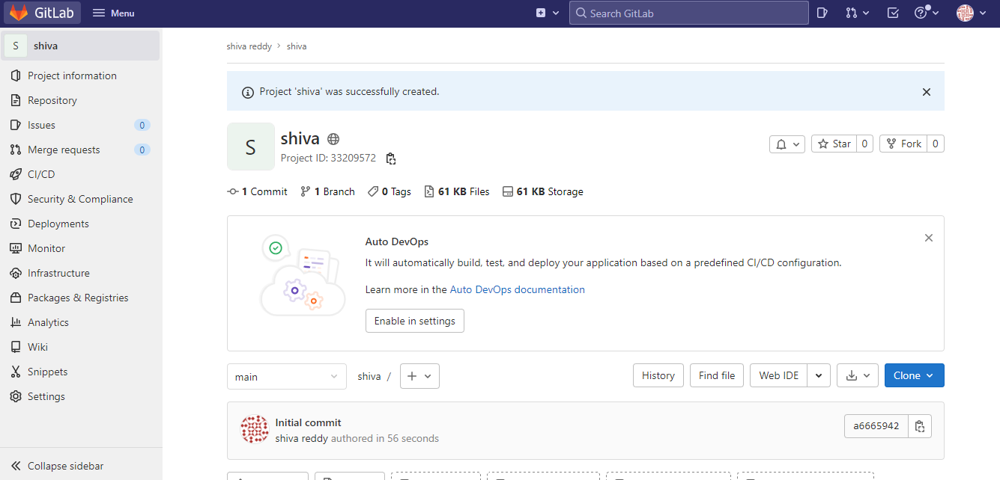 GitLab
Menu
Search GitLab
S
shiva
Project information
Repository
Issues 0
Merge requests 0
CI/CD
Security & Compliance
Deployments
Monitor
Infrastructure
Packages & Registries
Analytics
Wiki
Snippets
Settings
Collapse sidebar
shiva reddy > shiva
Project 'shiva' was successfully created.
S
shiva
Project ID: 33209572
Star 0
Fork 0
1 Commit 1 Branch 0 Tags 61 KB Files 61 KB Storage
Auto DevOps
It will automatically build, test, and deploy your application based on a predefined CI/CD configuration.
Learn more in the Auto DevOps documentation
Enable in settings
main
shiva /
History
Find file
Web IDE
Clone
Initial commit
shiva reddy authored in 56 seconds
a6665942